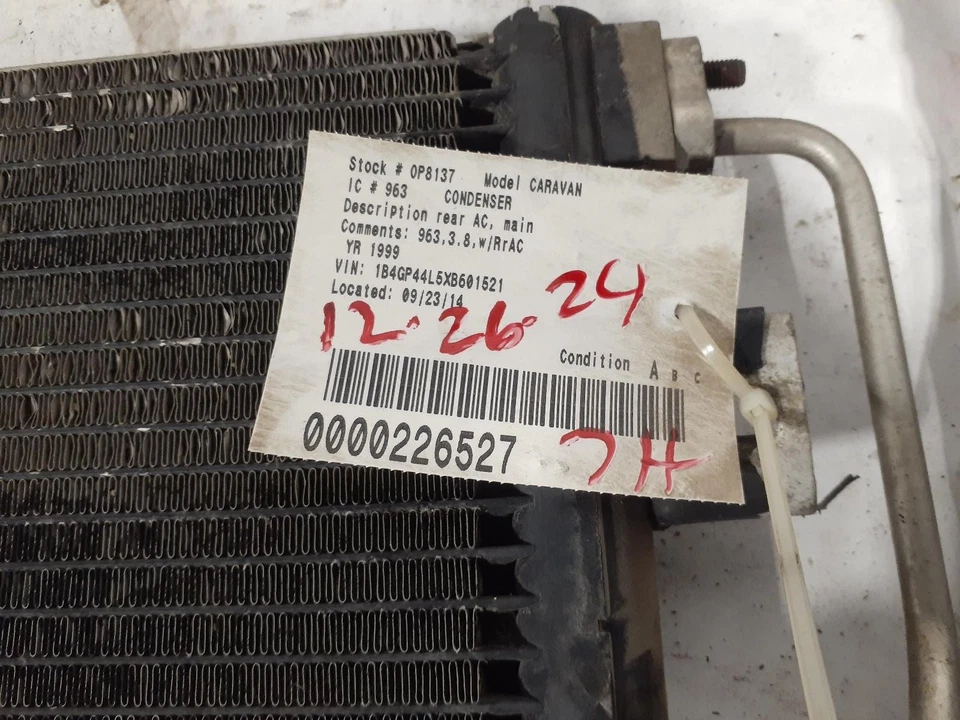 Stock # 0P8137 Model CARAVAN
IC # 963 CONDENSER
Description rear AC, main
Comments: 963,3.8,w/RrAC
YR 1999
VIN: 1B4GP44L5XB601521
Located: 09/23/14
12-26-24
Condition A B C
0000226527
7H